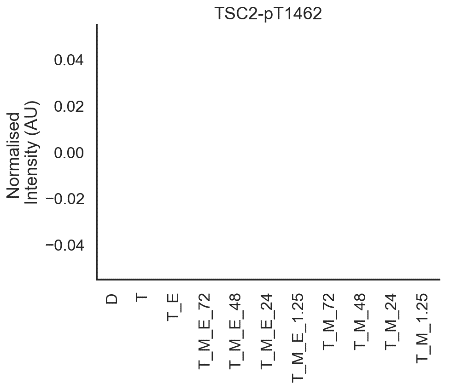 TSC2-pT1462
Normalised
Intensity (AU)
0.04
0.02
0.00
−0.02
−0.04
D
T
T_E
T_M_E_72
T_M_E_48
T_M_E_24
T_M_E_1.25
T_M_72
T_M_48
T_M_24
T_M_1.25